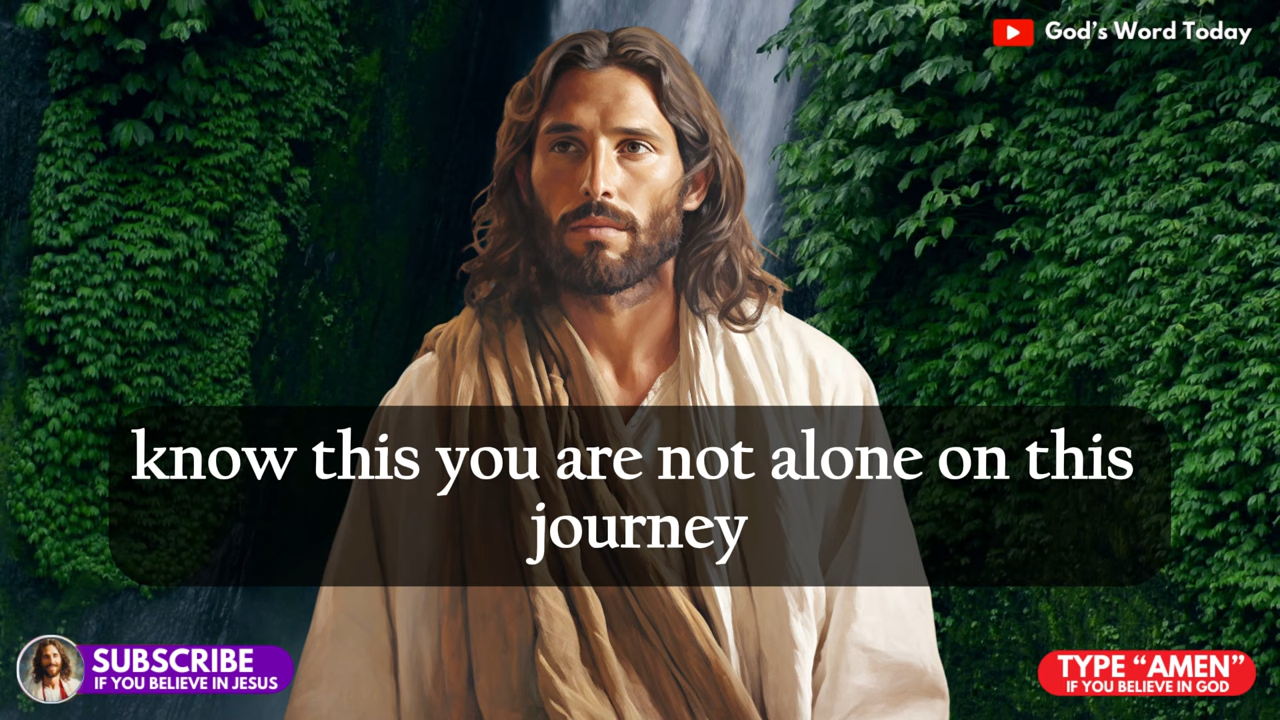 God's Word Today
know this you are not alone on this
journey
SUBSCRIBE
IF YOU BELIEVE IN JESUS
TYPE “AMEN”
IF YOU BELIEVE IN GOD